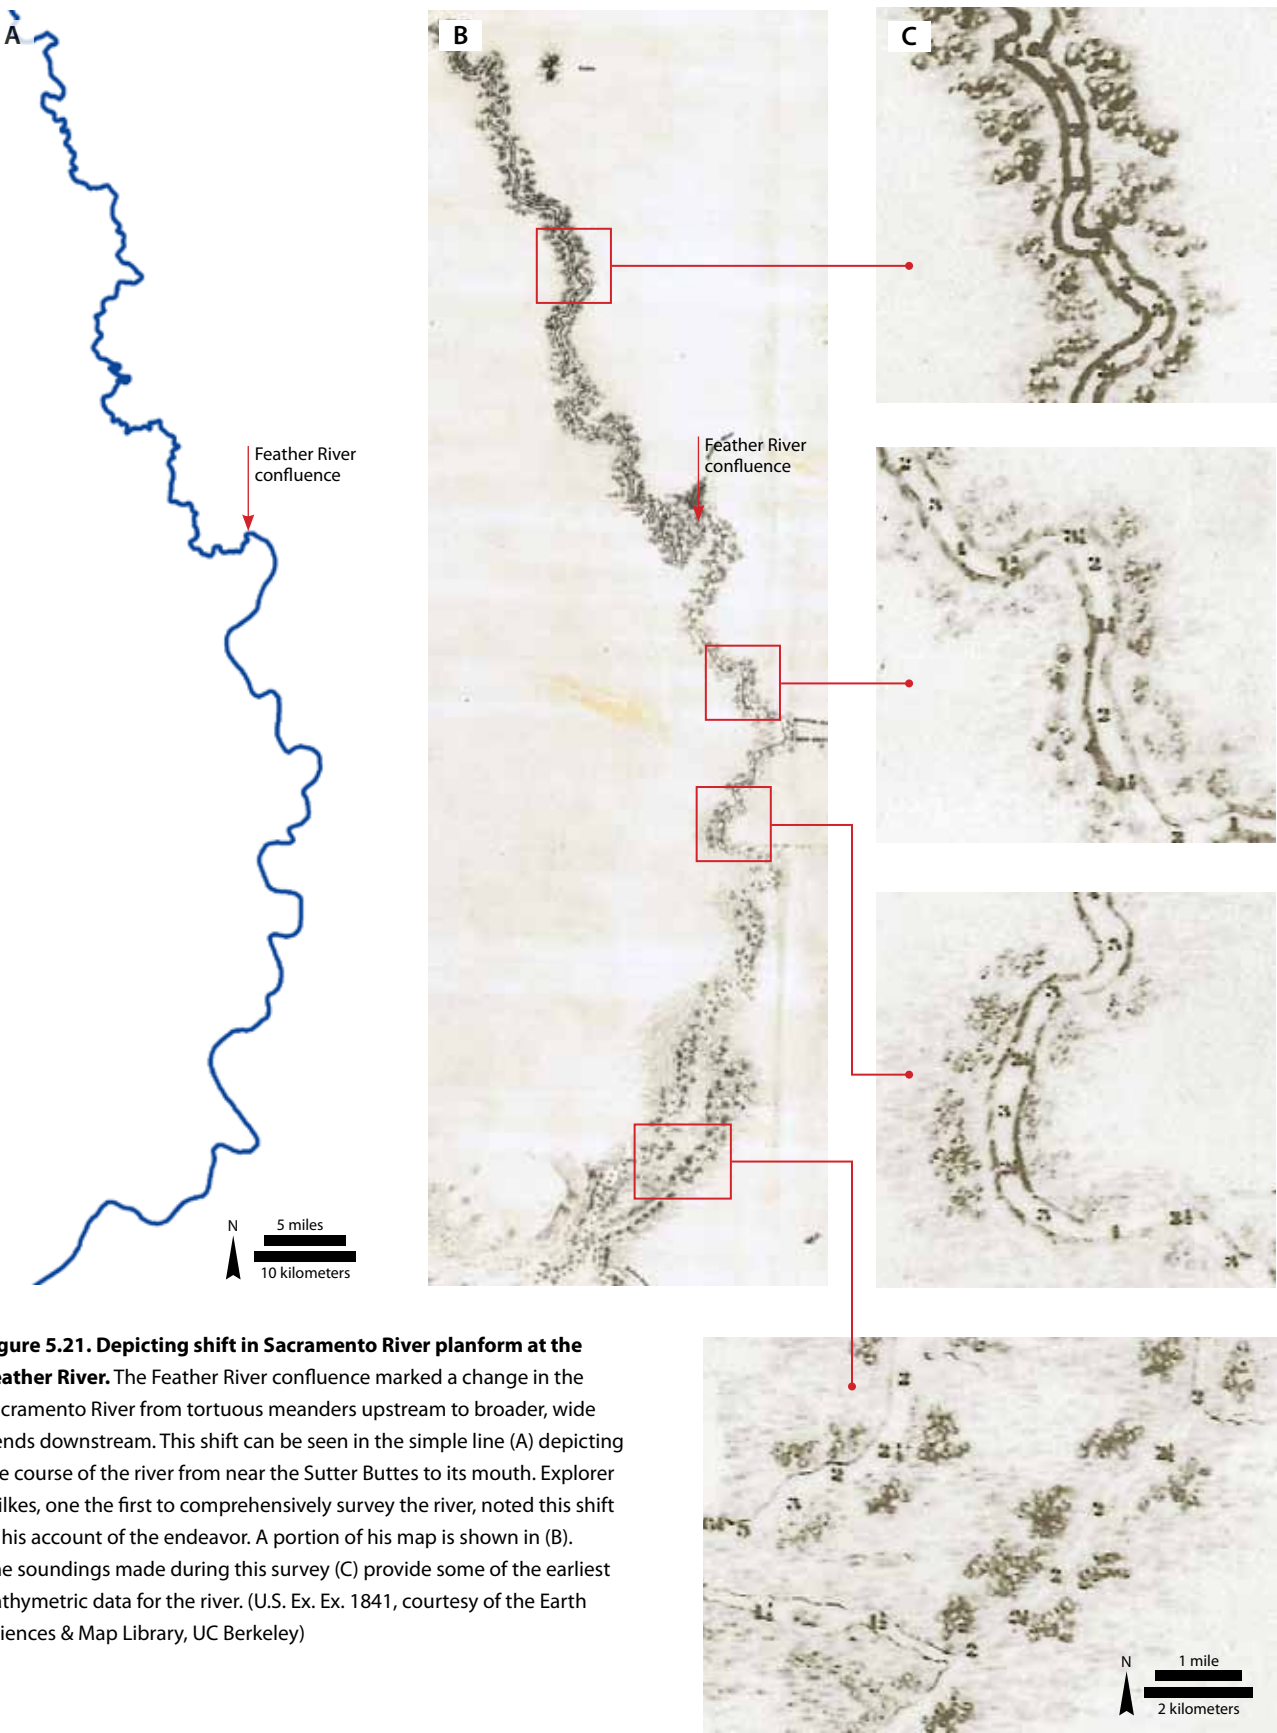 A
B
C
Feather River
confluence
Feather River
confluence
N
5 miles
10 kilometers
gure 5.21. Depicting shift in Sacramento River planform at the
eather River. The Feather River confluence marked a change in the
cramento River from tortuous meanders upstream to broader, wide
ends downstream. This shift can be seen in the simple line (A) depicting
e course of the river from near the Sutter Buttes to its mouth. Explorer
ilkes, one the first to comprehensively survey the river, noted this shift
his account of the endeavor. A portion of his map is shown in (B).
he soundings made during this survey (C) provide some of the earliest
athymetric data for the river. (U.S. Ex. Ex. 1841, courtesy of the Earth
iences & Map Library, UC Berkeley)
N
1 mile
2 kilometers